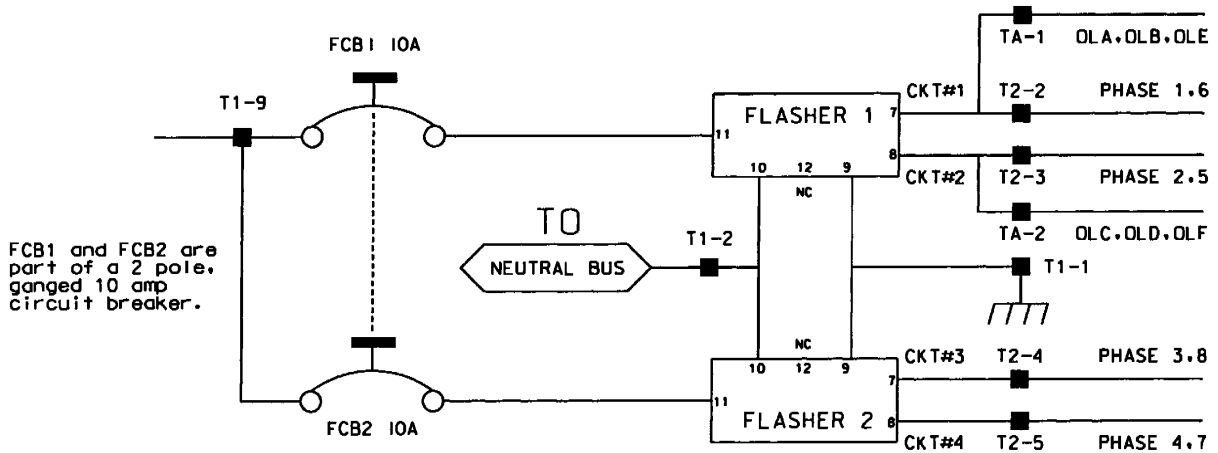 FCB1 10A
TA-1 OLA.OLB.OLE
T1-9
CKT#1 T2-2 PHASE 1.6
FLASHER 1
7
11
8
10 12 9
NC
CKT#2 T2-3 PHASE 2.5
TO
TA-2 OLC.OLD.OLF
FCB1 and FCB2 are
part of a 2 pole,
ganged 10 amp
circuit breaker.
T1-2
NEUTRAL BUS
T1-1
NC
10 12 9
CKT#3 T2-4 PHASE 3.8
7
11
FLASHER 2
8
FCB2 10A
CKT#4 T2-5 PHASE 4.7